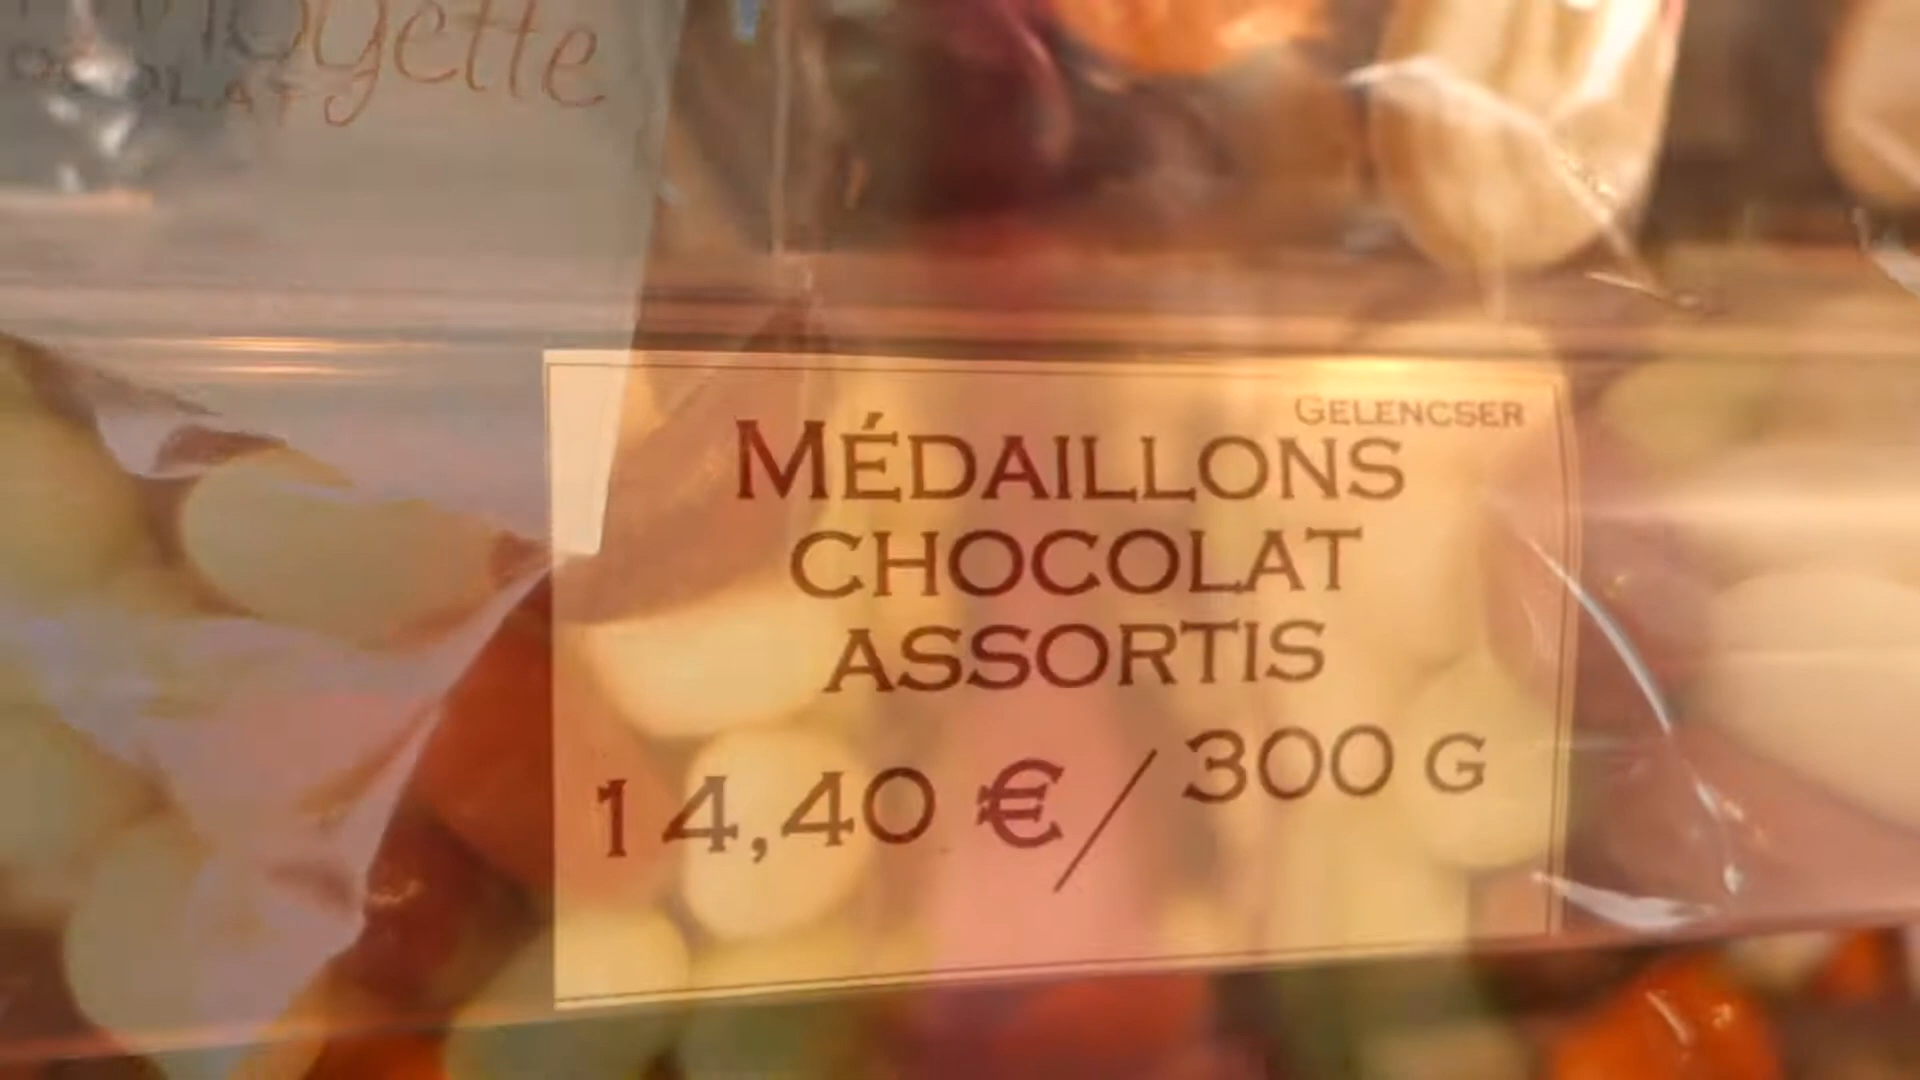 GELENCSER
MÉDAILLONS
CHOCOLAT
ASSORTIS
14,40 €/300 G